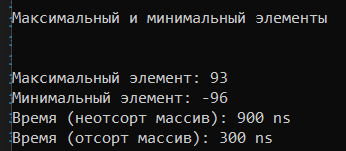 Максимальный и минимальный элементы
Максимальный элемент: 93
Минимальный элемент: -96
Время (неотсорт массив): 900 ns
Время (отсорт массив): 300 ns